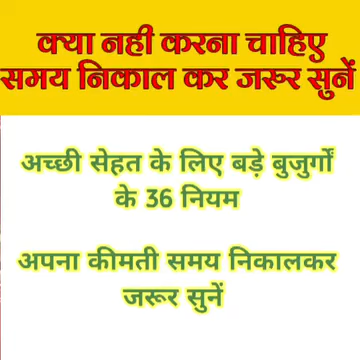 क्या नही करना चाहिए
समय निकाल कर जरूर सुनें
अच्छी सेहत के लिए बड़े बुजुर्गों
के 36 नियम
अपना कीमती समय निकालकर
जरूर सुनें